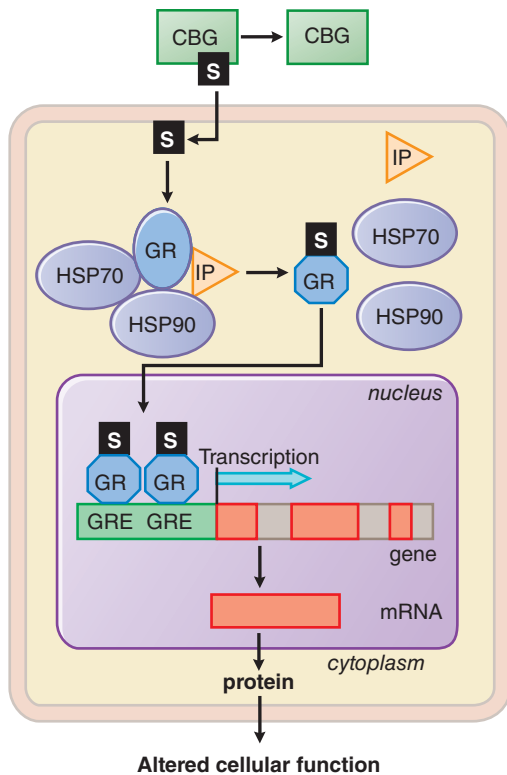 CBG
CBG
S
S
IP
GR
S
HSP70
HSP70
IP
GR
HSP90
HSP90
nucleus
S
S
Transcription
GR
GR
GRE
GRE
gene
mRNA
cytoplasm
protein
Altered cellular function